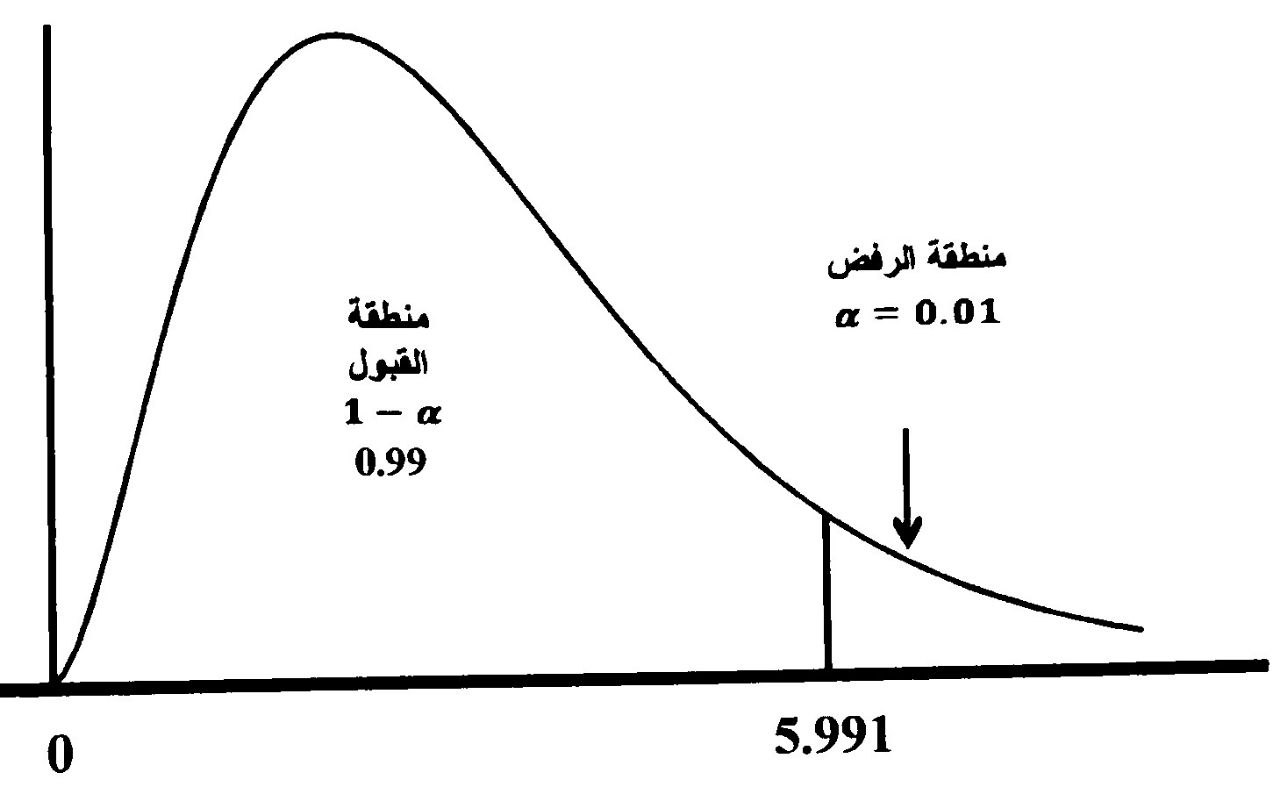 منطقة الرفض
α = 0.01
منطقة
القبول
1 − α
0.99
0
5.991